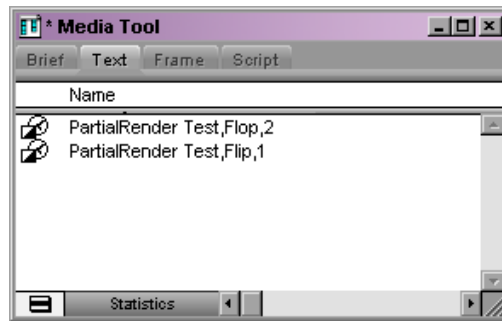 * Media Tool
Brief Text Frame Script
Name
PartialRender Test,Flop,2
PartialRender Test,Flip,1
Statistics